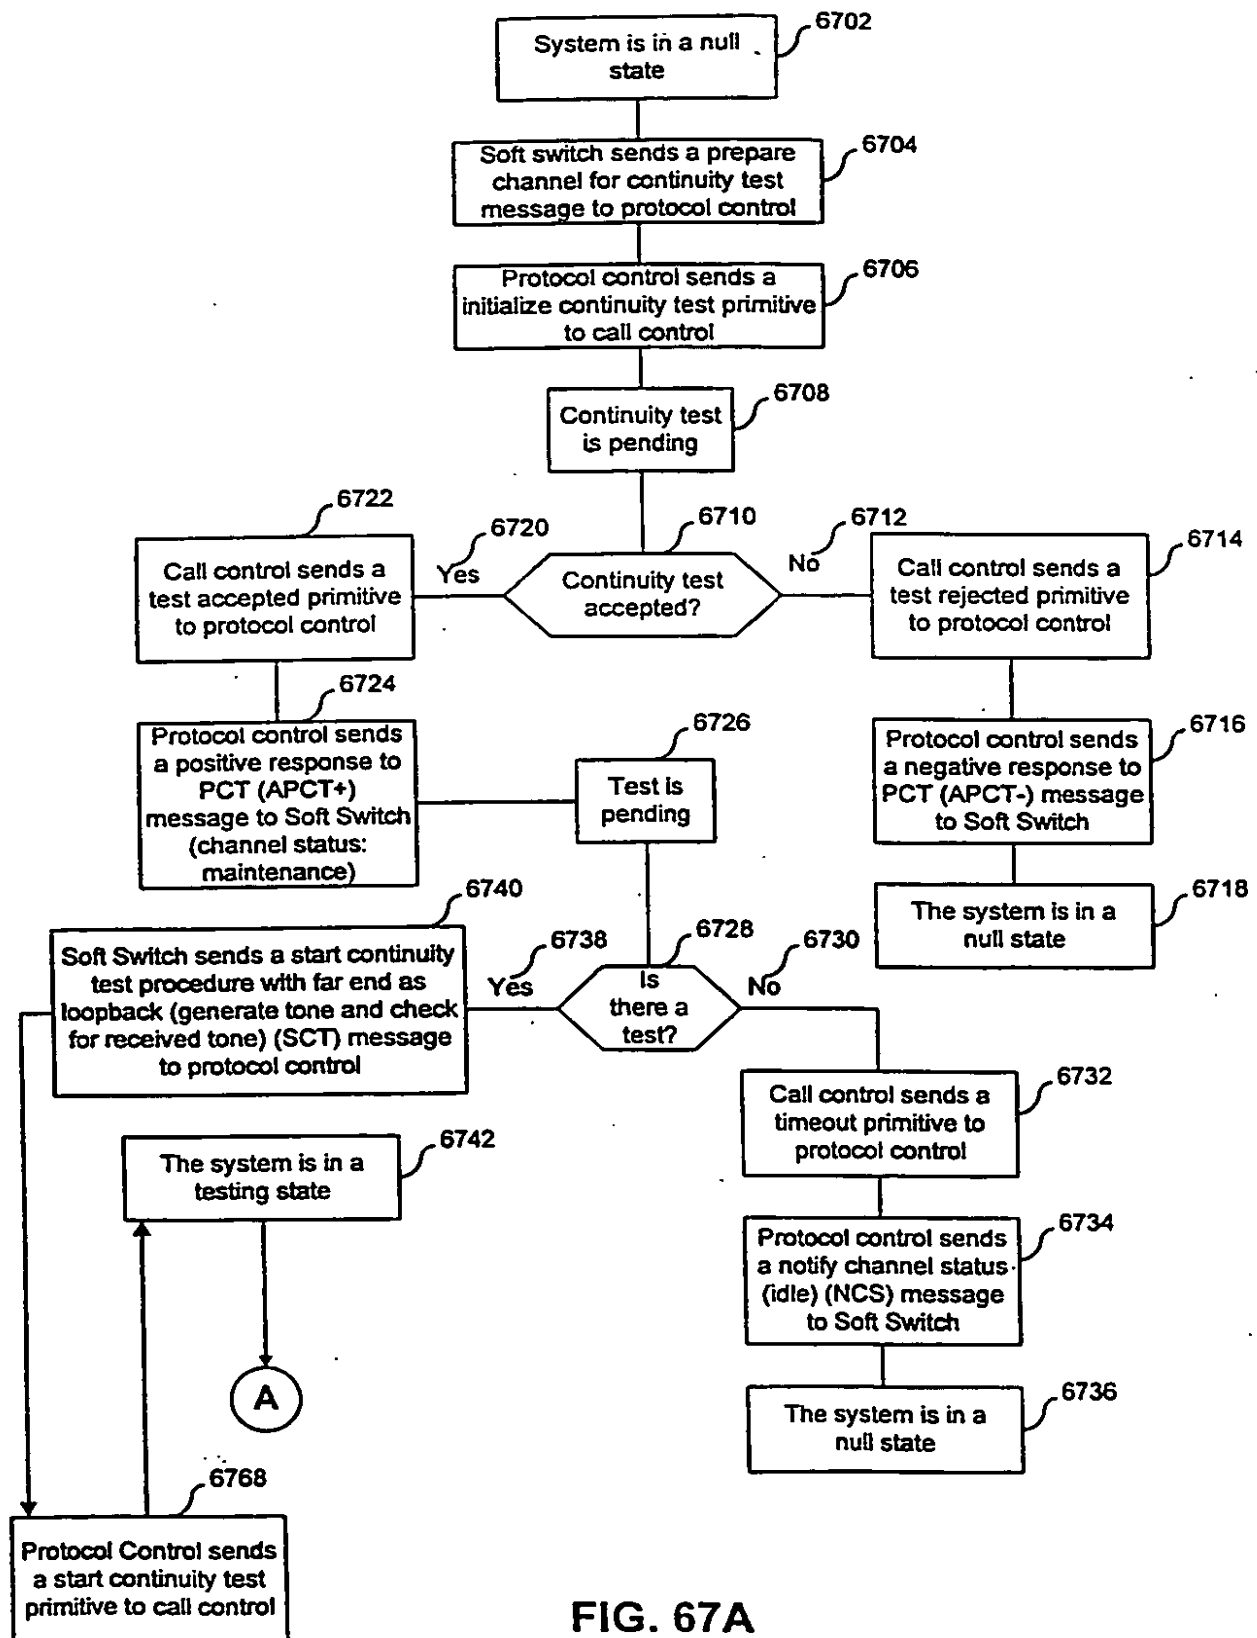 6702
System is in a null
state
6704
Soft switch sends a prepare
channel for continuity test
message to protocol control
6706
Protocol control sends a
initialize continuity test primitive
to call control
6708
Continuity test
is pending
6710
Continuity test
accepted?
6720
Yes
6712
No
6722
Call control sends a
test accepted primitive
to protocol control
6714
Call control sends a
test rejected primitive
to protocol control
6724
Protocol control sends
a positive response to
PCT (APCT+)
message to Soft Switch
(channel status:
maintenance)
6726
Test is
pending
6716
Protocol control sends
a negative response to
PCT (APCT-) message
to Soft Switch
6718
The system is in a
null state
6728
Is
there a
test?
6738
Yes
6730
No
6740
Soft Switch sends a start continuity
test procedure with far end as
loopback (generate tone and check
for received tone) (SCT) message
to protocol control
6732
Call control sends a
timeout primitive to
protocol control
6742
The system is in a
testing state
6734
Protocol control sends
a notify channel status
(idle) (NCS) message
to Soft Switch
A
6736
The system is in a
null state
6768
Protocol Control sends
a start continuity test
primitive to call control
FIG. 67A